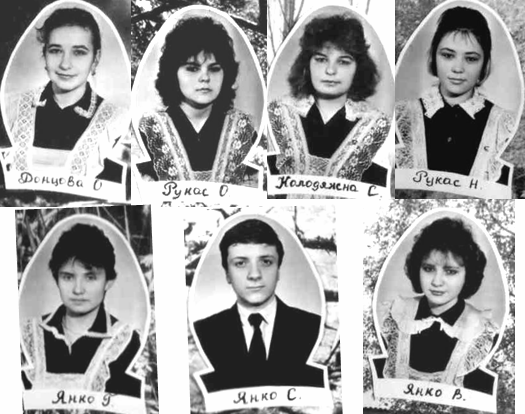 Донцова О
Рукас О
Колодяжна С.
Рукас Н.
Янко У.
Янко С.
Янко В.